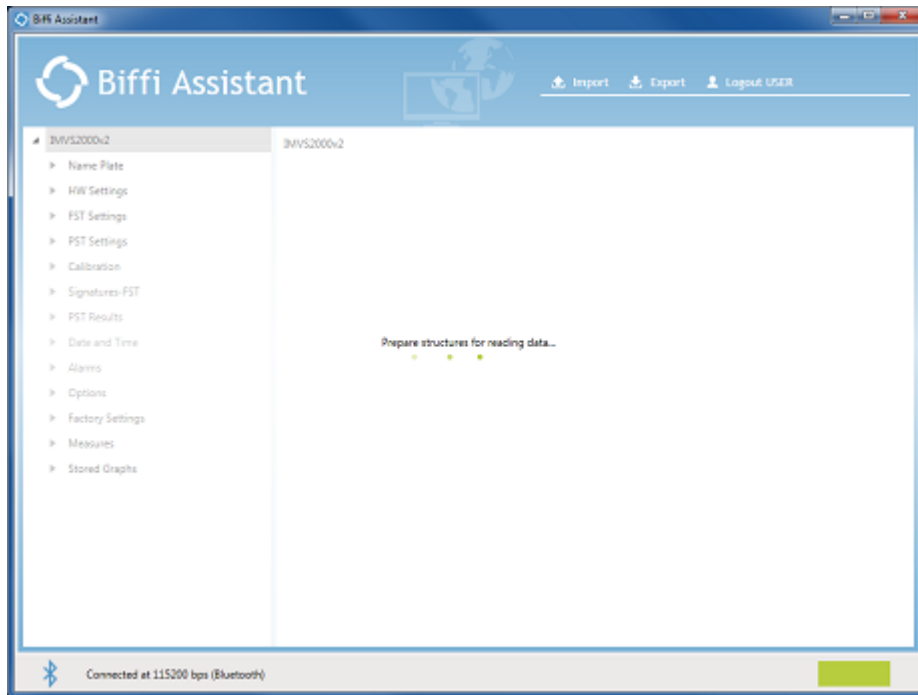 Biffi Assistant
Biffi Assistant
Import Export Logout USER
IMVS2000v2
IMVS2000v2
Name Plate
HW Settings
FST Settings
PST Settings
Calibration
Signatures-FST
PST Results
Date and Time
Alarms
Options
Factory Settings
Measures
Stored Graphs
Prepare structures for reading data...
Connected at 115200 bps (Bluetooth)